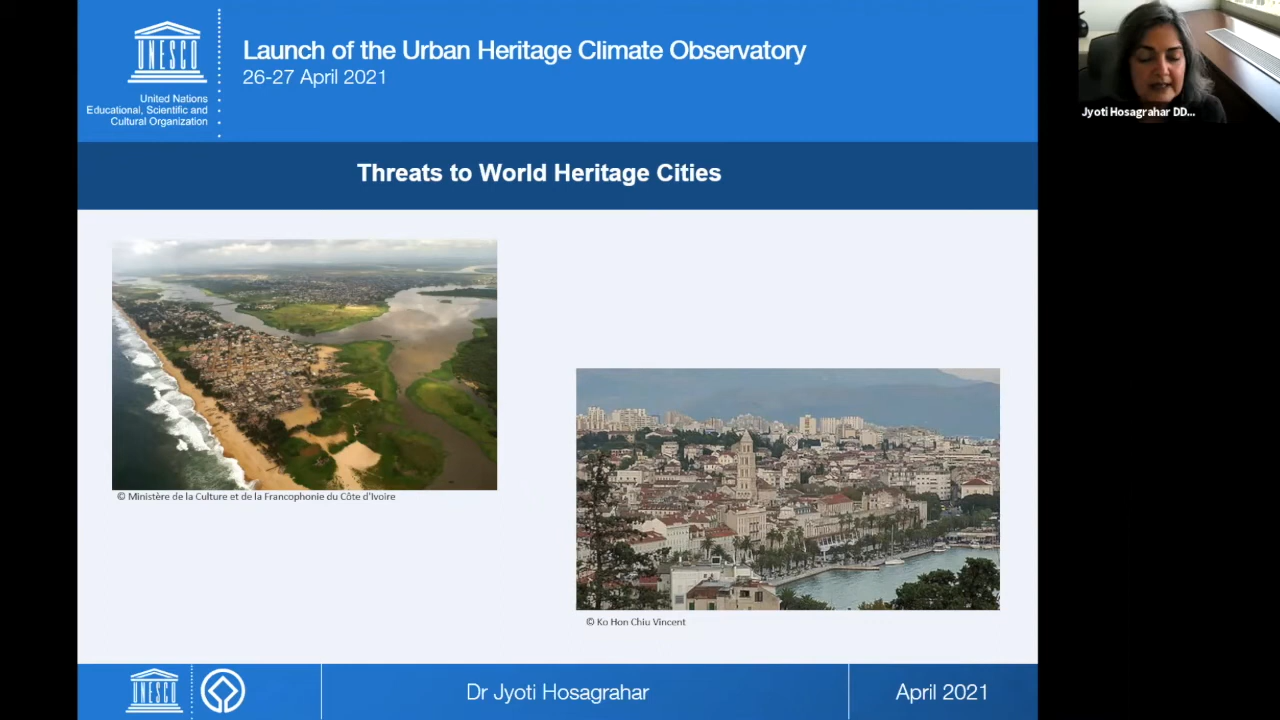 UNESCO
United Nations
Educational, Scientific and
Cultural Organization
Launch of the Urban Heritage Climate Observatory
26-27 April 2021
Jyoti Hosagrahar DD...
Threats to World Heritage Cities
© Ministère de la Culture et de la Francophonie du Côte d'Ivoire
© Ko Hon Chiu Vincent
UNESCO
Dr Jyoti Hosagrahar
April 2021